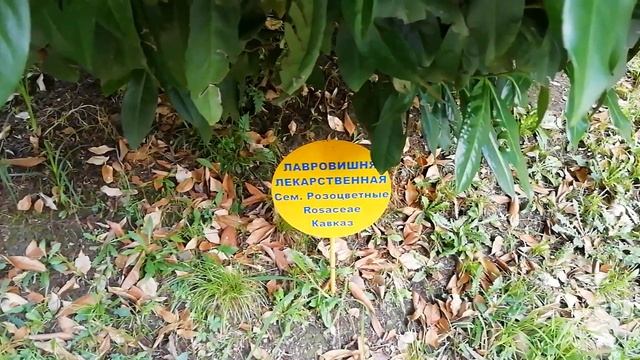 ЛАВРОВИШНЯ
ЛЕКАРСТВЕННАЯ
Сем. Розоцветные
Rosaceae
Кавказ